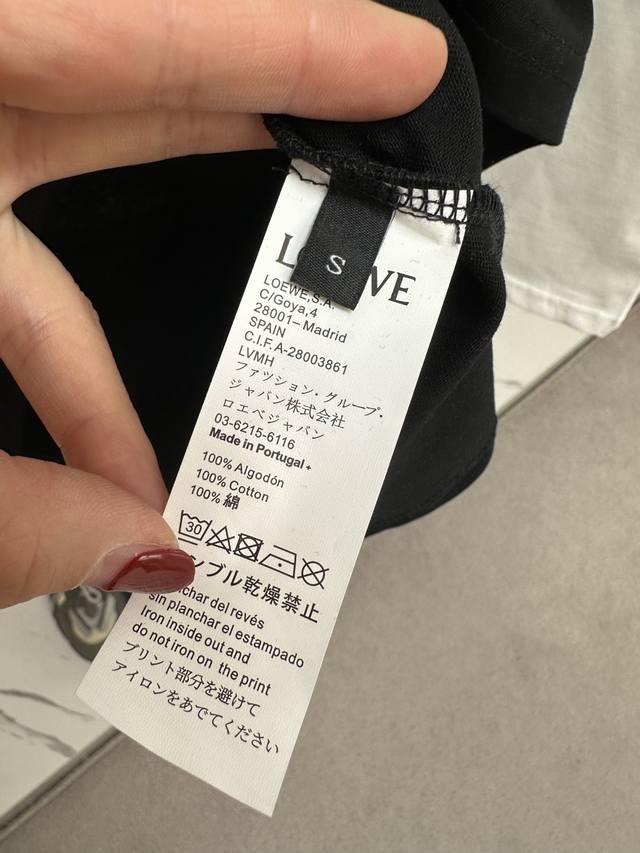 S
LOEWE,S.A.
C/Goya,4
28001-Madrid
SPAIN
C.I.F.A-28003861
LVMH
ファッション・グループ・
ジャパン株式会社
ロエベジャパン
03-6215-6116
Made in Portugal
100% Algodón
100% Cotton
100% 綿
30
ンブル乾燥禁止
del revés
sin planchar el estampado
Iron inside out and
do not iron on the print
プリント部分を避けて
アイロンをあでてください